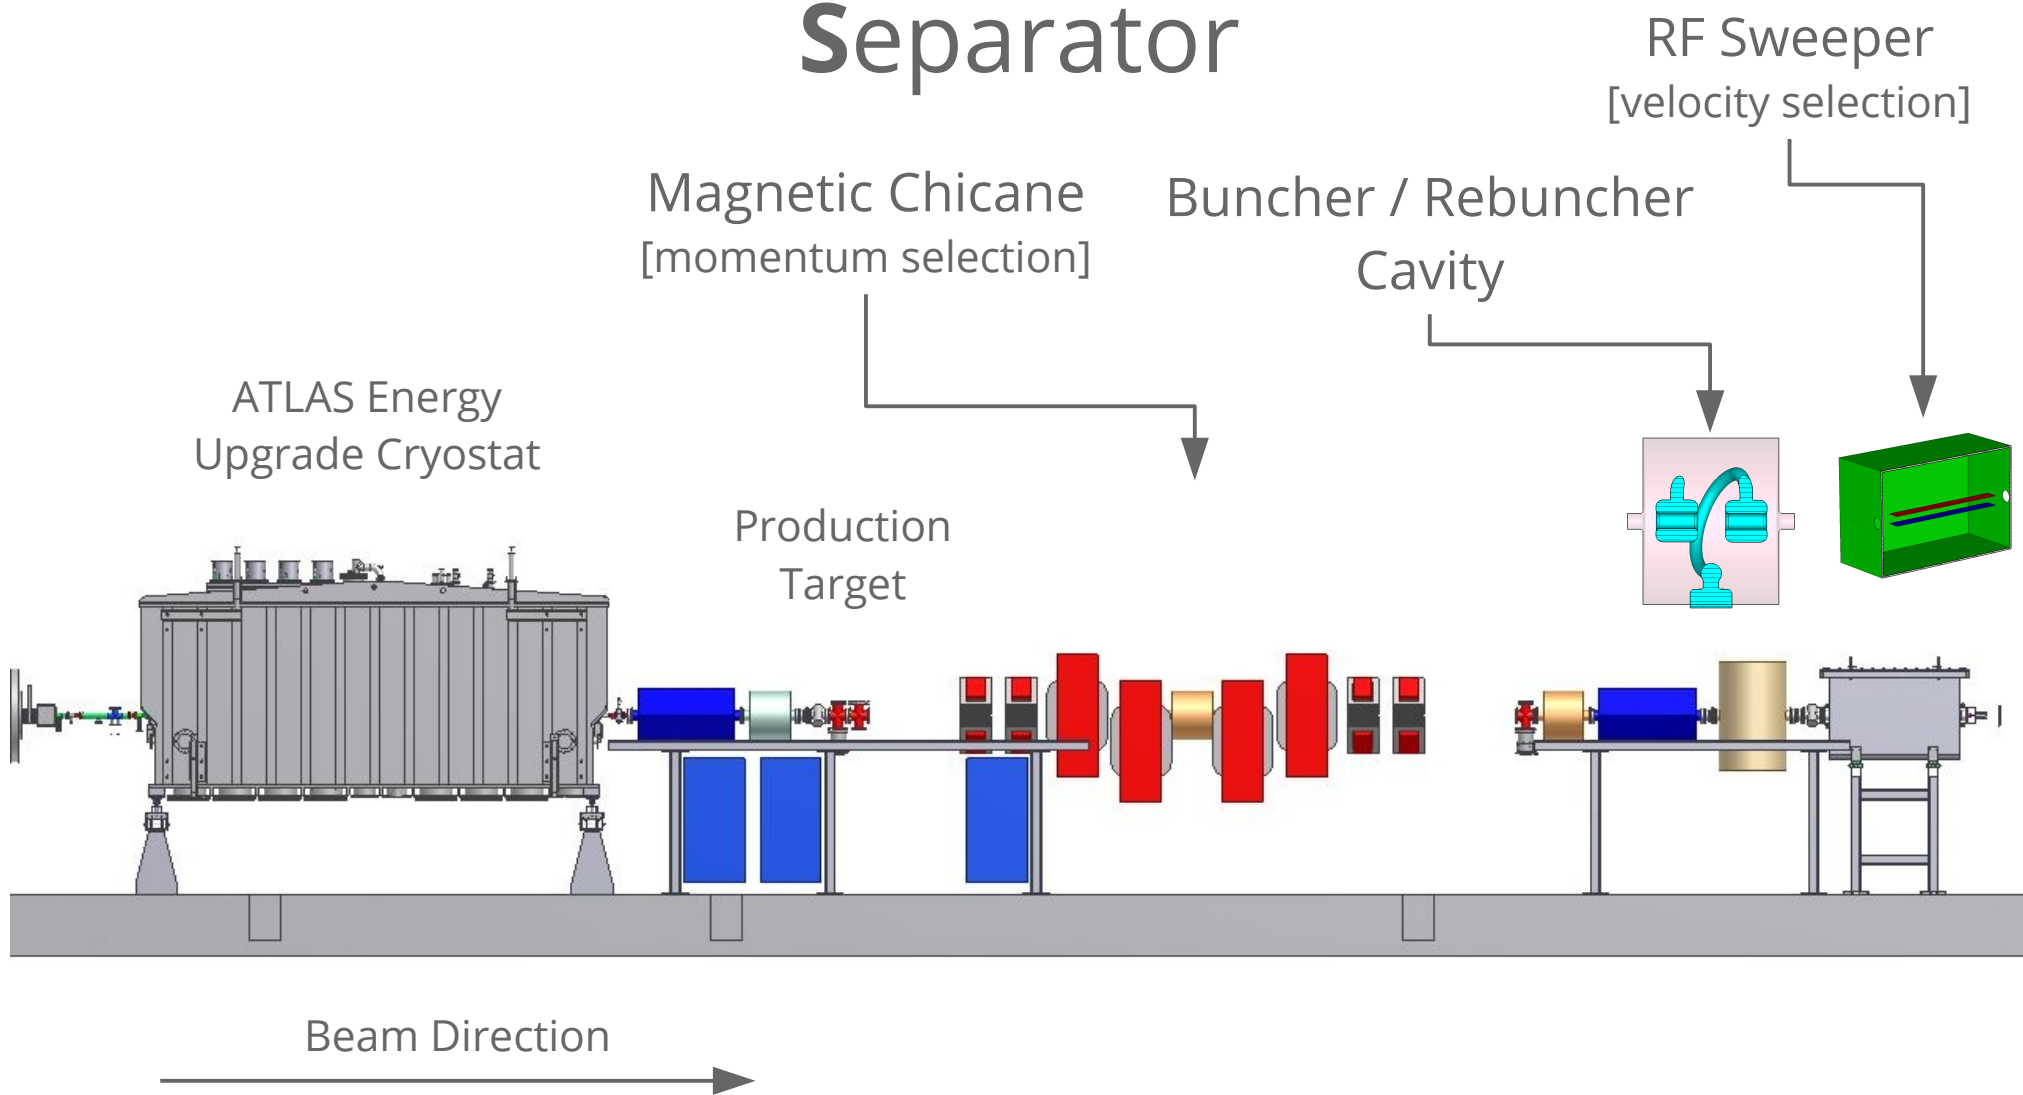 Separator
RF Sweeper
[velocity selection]
Magnetic Chicane
[momentum selection]
Buncher / Rebuncher
Cavity
ATLAS Energy
Upgrade Cryostat
Production
Target
Beam Direction